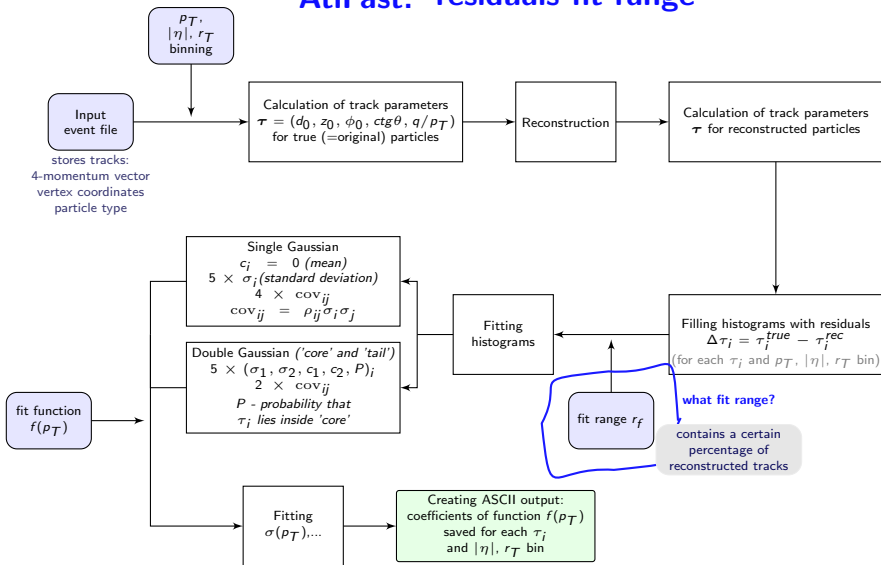 AtlFast: residuals fit range
p_T,
|η|, r_T
binning
Input
event file
stores tracks:
4-momentum vector
vertex coordinates
particle type
Calculation of track parameters
τ = (d_0, z_0, ϕ_0, ctgθ, q/p_T)
for true (=original) particles
Reconstruction
Calculation of track parameters
τ for reconstructed particles
Single Gaussian
c_i = 0 (mean)
5 × σ_i (standard deviation)
4 × cov_ij
cov_ij = ρ_ij σ_i σ_j
Double Gaussian ('core' and 'tail')
5 × (σ_1, σ_2, c_1, c_2, P)_i
2 × cov_ij
P - probability that
τ_i lies inside 'core'
Fitting
histograms
Filling histograms with residuals
Δτ_i = τ_i^true − τ_i^rec
(for each τ_i and p_T, |η|, r_T bin)
what fit range?
fit range r_f
contains a certain
percentage of
reconstructed tracks
fit function
f(p_T)
Fitting
σ(p_T),...
Creating ASCII output:
coefficients of function f(p_T)
saved for each τ_i
and |η|, r_T bin